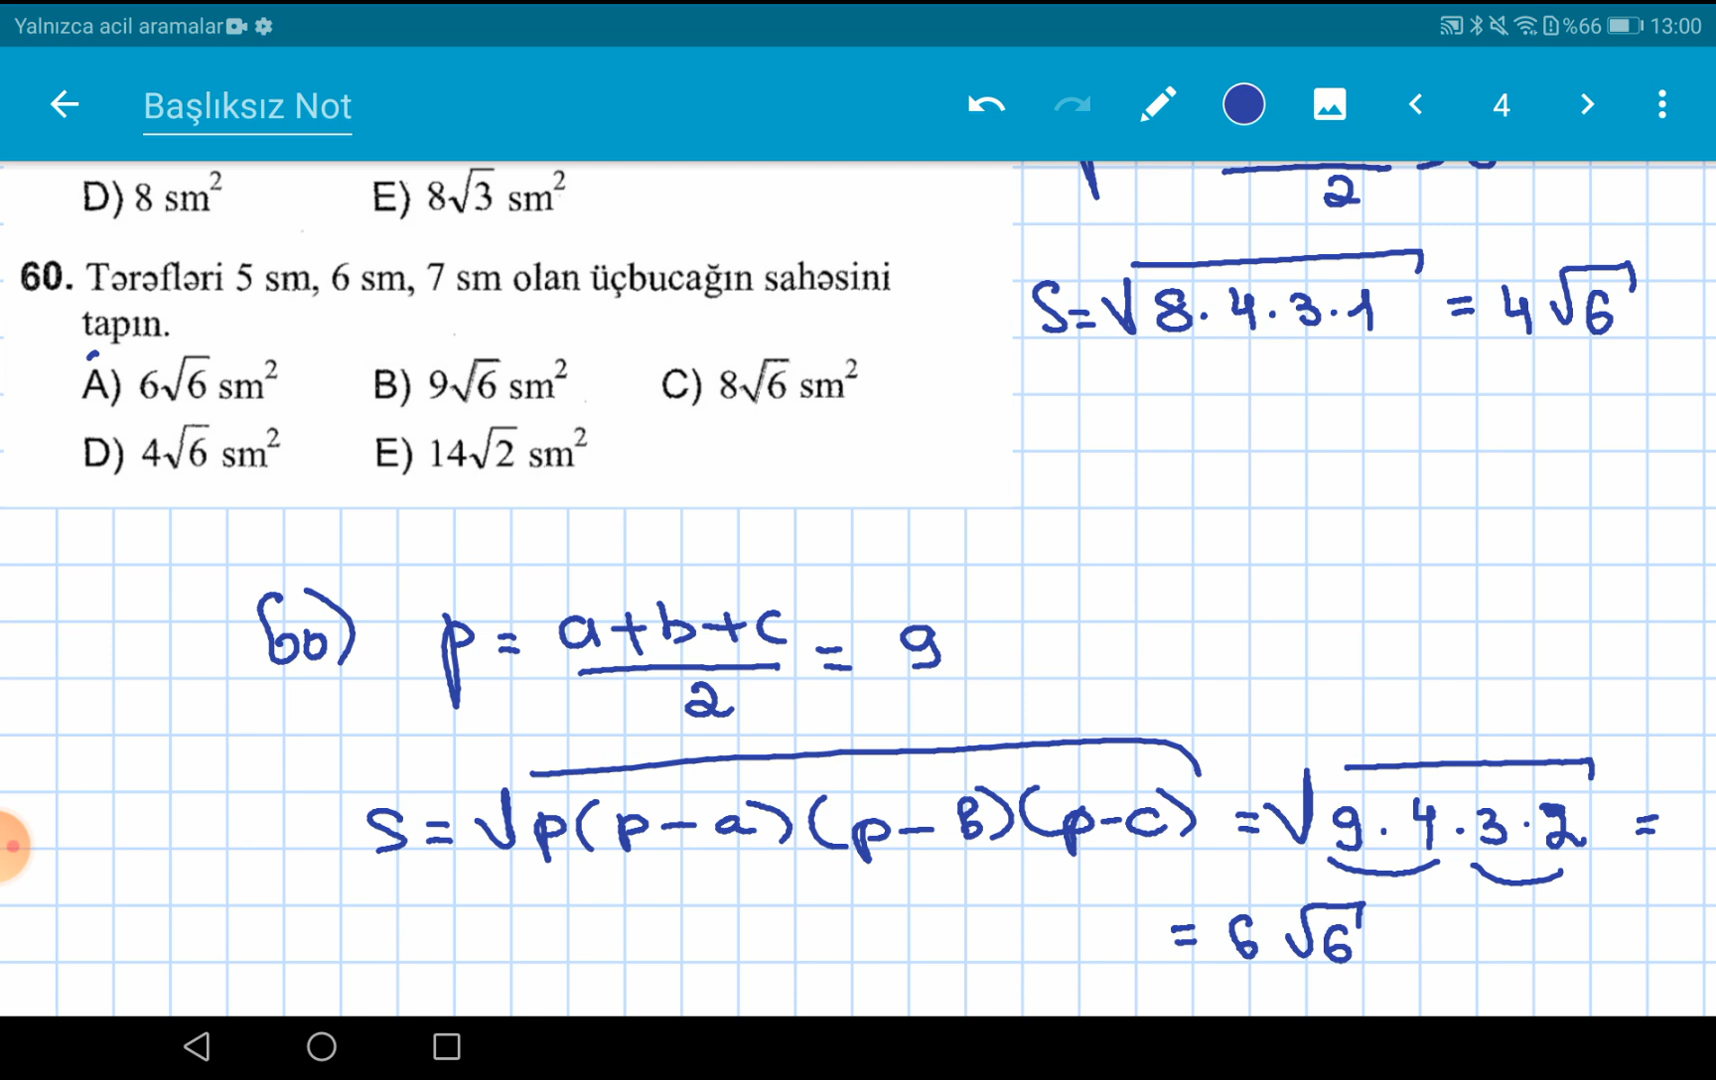 Yalnızca acil aramalar %66 13:00
Başlıksız Not 4
D) 8 sm² E) 8√3 sm²
60. Tərəfləri 5 sm, 6 sm, 7 sm olan üçbucağın sahəsini
tapın.
A) 6√6 sm² B) 9√6 sm² C) 8√6 sm²
D) 4√6 sm² E) 14√2 sm²
2
S=√8·4·3·1 = 4√6
60) p = a+b+c/2 = 9
S = √p(p-a)(p-b)(p-c) = √9·4·3·2 =
= 6√6